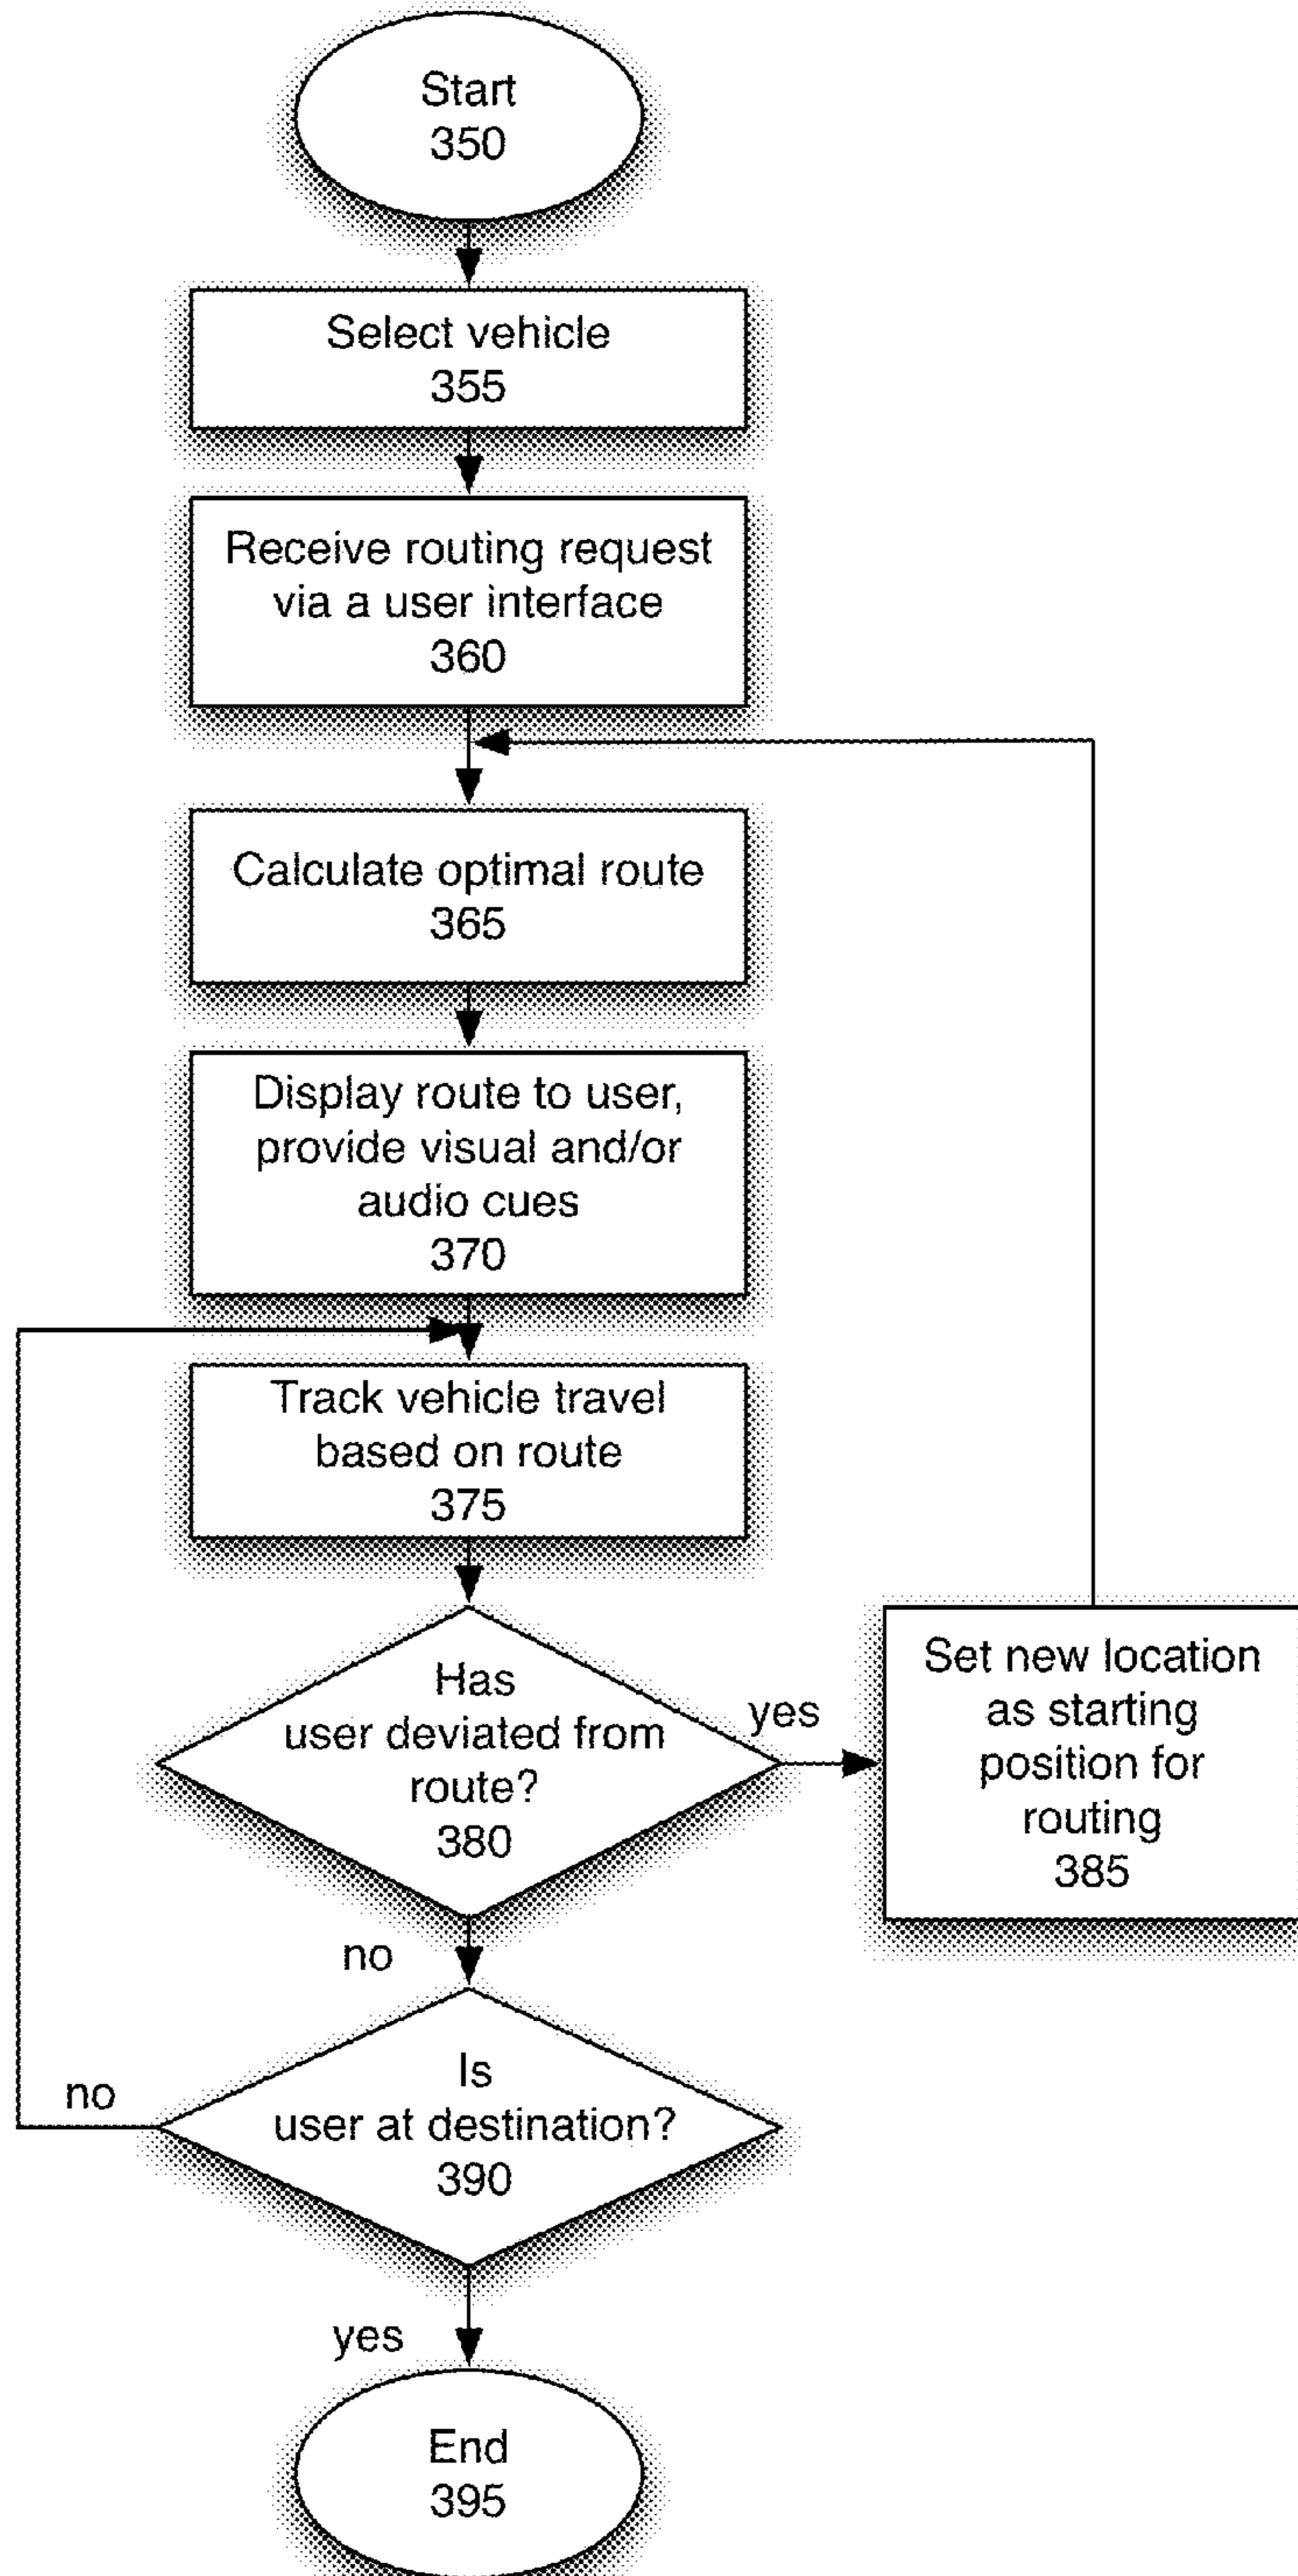 Start
350
Select vehicle
355
Receive routing request
via a user interface
360
Calculate optimal route
365
Display route to user,
provide visual and/or
audio cues
370
Track vehicle travel
based on route
375
Has
user deviated from
route?
380
yes
Set new location
as starting
position for
routing
385
no
Is
user at destination?
390
no
yes
End
395